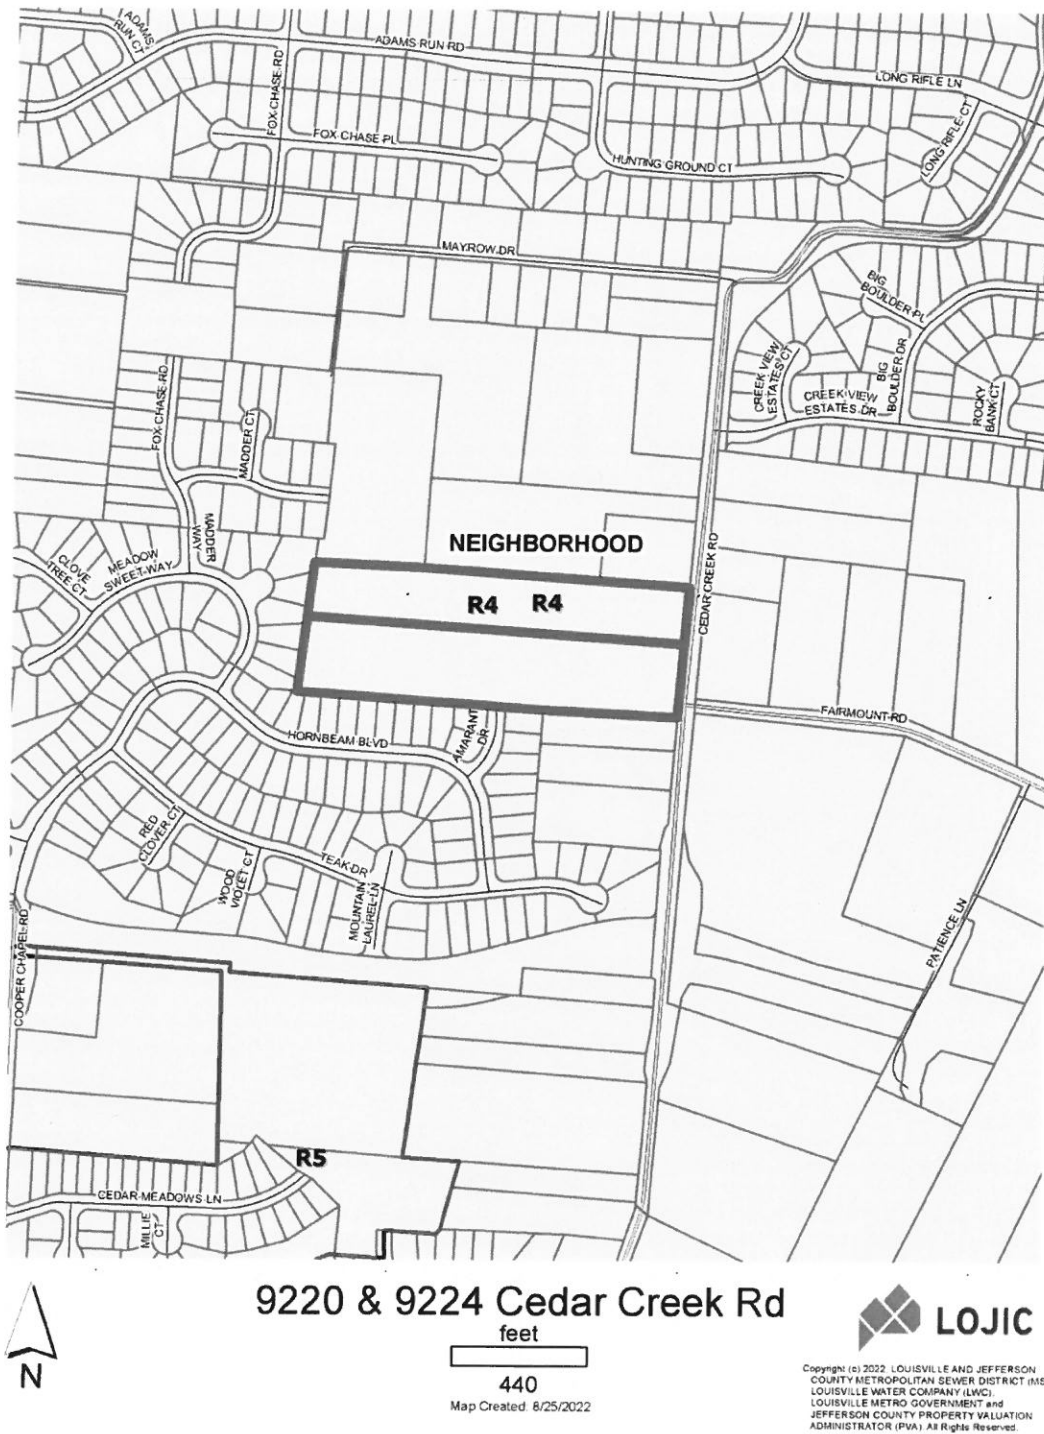 ADAMS
RUN CT
ADAMS RUN RD
LONG RIFLE LN
FOX CHASE RD
FOX CHASE PL
LONG RIFLE CT
HUNTING GROUND CT
MAYROW DR
BIG
BOULDER PL
CREEK VIEW
ESTATES CT
BIG
BOULDER DR
FOX CHASE RD
CREEK VIEW
ESTATES DR
ROCKY
BANK CT
MADDER CT
MADDER
WAY
NEIGHBORHOOD
CLOVE
TREE CT
MEADOW
SWEET WAY
CEDAR CREEK RD
R4 R4
FAIRMOUNT RD
AMARANT
DR
HORNBEAM BLVD
RED
CLOVER CT
TEAK DR
WOOD
VIOLET CT
MOUNTAIN
LAUREL LN
PATIENCE LN
COOPER CHAPEL RD
R5
CEDAR MEADOWS LN
MILLIE
CT
N
9220 & 9224 Cedar Creek Rd
feet
440
Map Created: 8/25/2022
LOJIC
Copyright (c) 2022, LOUISVILLE AND JEFFERSON
COUNTY METROPOLITAN SEWER DISTRICT (MS
LOUISVILLE WATER COMPANY (LWC),
LOUISVILLE METRO GOVERNMENT and
JEFFERSON COUNTY PROPERTY VALUATION
ADMINISTRATOR (PVA). All Rights Reserved.